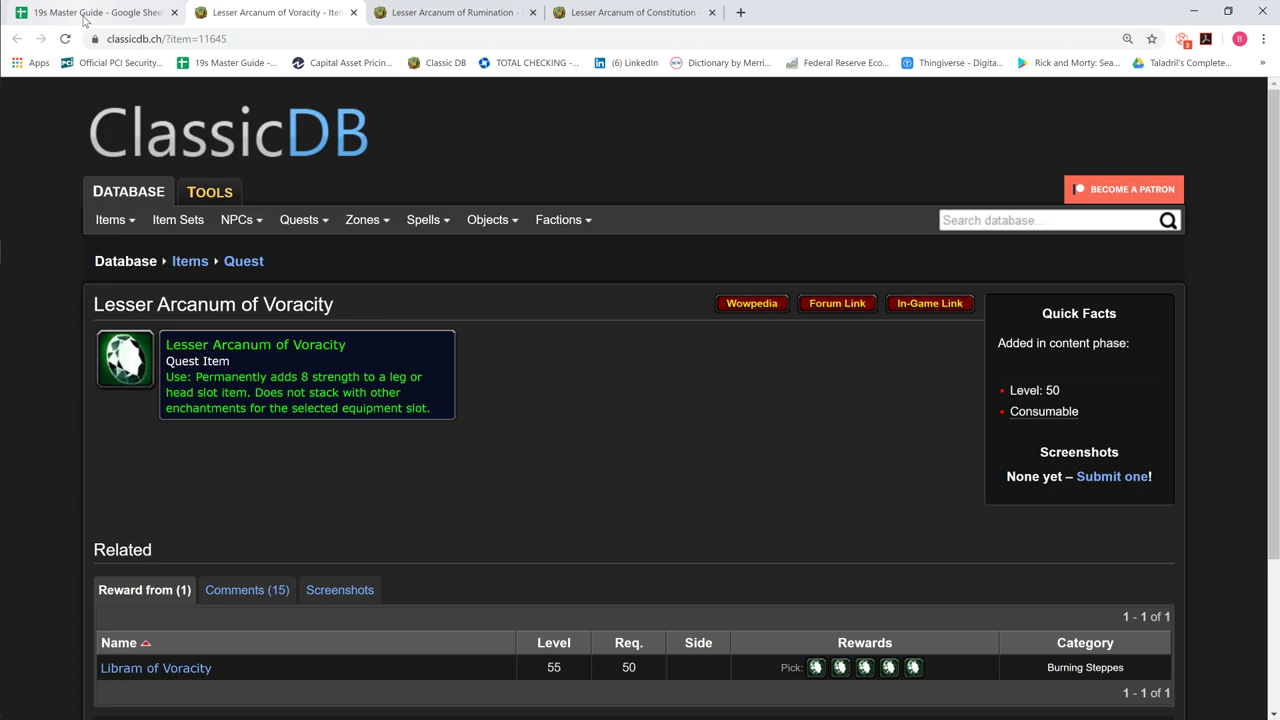 19s Master Guide - Google Shee
Lesser Arcanum of Voracity - Iten
Lesser Arcanum of Rumination -
Lesser Arcanum of Constitution -
classicdb.ch/?item=11645
3
B
Apps
Official PCI Security...
19s Master Guide -...
Capital Asset Pricin...
Classic DB
TOTAL CHECKING -...
(6) LinkedIn
Dictionary by Merri...
Federal Reserve Eco...
Thingiverse - Digita...
Rick and Morty: Sea...
Taladril's Complete...
»
ClassicDB
DATABASE
TOOLS
BECOME A PATRON
Items
Item Sets
NPCs
Quests
Zones
Spells
Objects
Factions
Search database...
Database
Items
Quest
Lesser Arcanum of Voracity
Wowpedia
Forum Link
In-Game Link
Lesser Arcanum of Voracity
Quest Item
Use: Permanently adds 8 strength to a leg or
head slot item. Does not stack with other
enchantments for the selected equipment slot.
Quick Facts
Added in content phase:
• Level: 50
• Consumable
Screenshots
None yet – Submit one!
Related
Reward from (1)
Comments (15)
Screenshots
1 - 1 of 1
Name
Level
Req.
Side
Rewards
Category
Libram of Voracity
55
50
Pick:
Burning Steppes
1 - 1 of 1